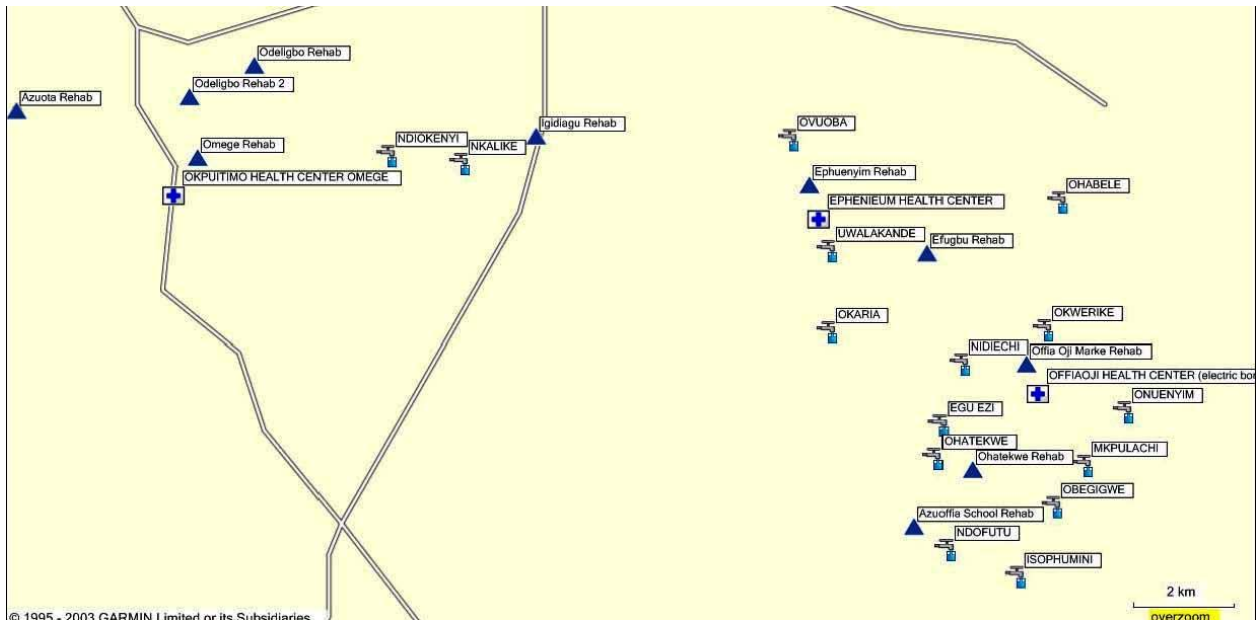 Odeligbo Rehab
Odeligbo Rehab 2
Azuota Rehab
Igidiagu Rehab
OVUOBA
NDIOKENYI
Omege Rehab
NKALIKE
OKPUITIMO HEALTH CENTER OMEGE
Ephuenyim Rehab
OHABELE
EPHENIEUM HEALTH CENTER
UWALAKANDE
Efugbu Rehab
OKARIA
OKWERIKE
NIDIECHI
Offia Oji Marke Rehab
OFFIAOJI HEALTH CENTER (electric bor
ONUENYIM
EGU EZI
OHATEKWE
MKPULACHI
Ohatekwe Rehab
OBEGIGWE
Azuoffia School Rehab
NDOFUTU
ISOPHUMINI
2 km
overzoom
© 1995 - 2003 GARMIN Limited or its Subsidiaries